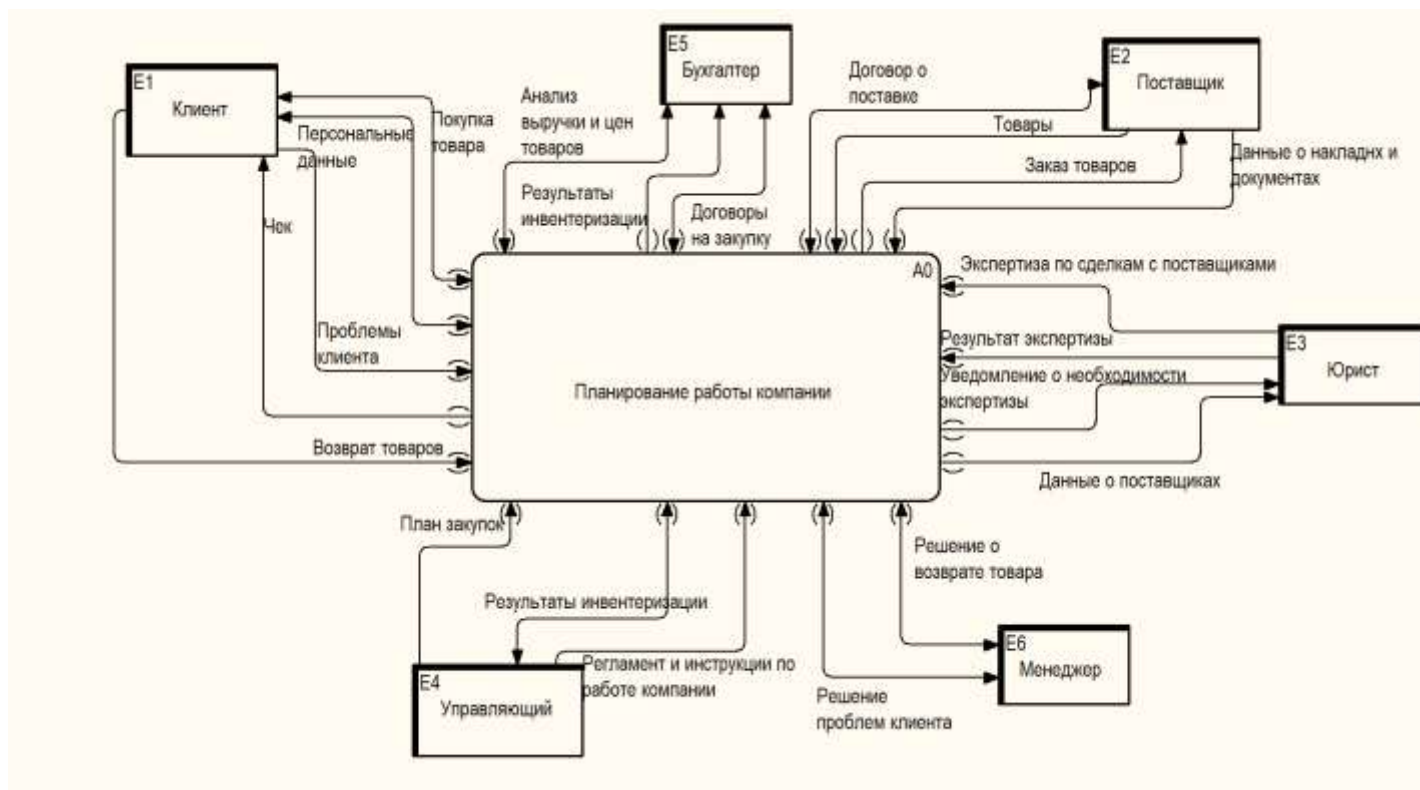 E1
Клиент
E5
Бухгалтер
E2
Поставщик
Договор о
поставке
Товары
Заказ товаров
Данные о накладнх и
документах
Анализ
выручки и цен
товаров
Покупка
товара
Персональные
данные
Результаты
инвентеризации
Договоры
на закупку
Чек
Проблемы
клиента
Возврат товаров
A0
Планирование работы компании
Экспертиза по сделкам с поставщиками
Результат экспертизы
Уведомление о необходимости
экспертизы
Данные о поставщиках
E3
Юрист
План закупок
Результаты инвентеризации
Регламент и инструкции по
работе компании
E4
Управляющий
Решение о
возврате товара
Решение
проблем клиента
E6
Менеджер